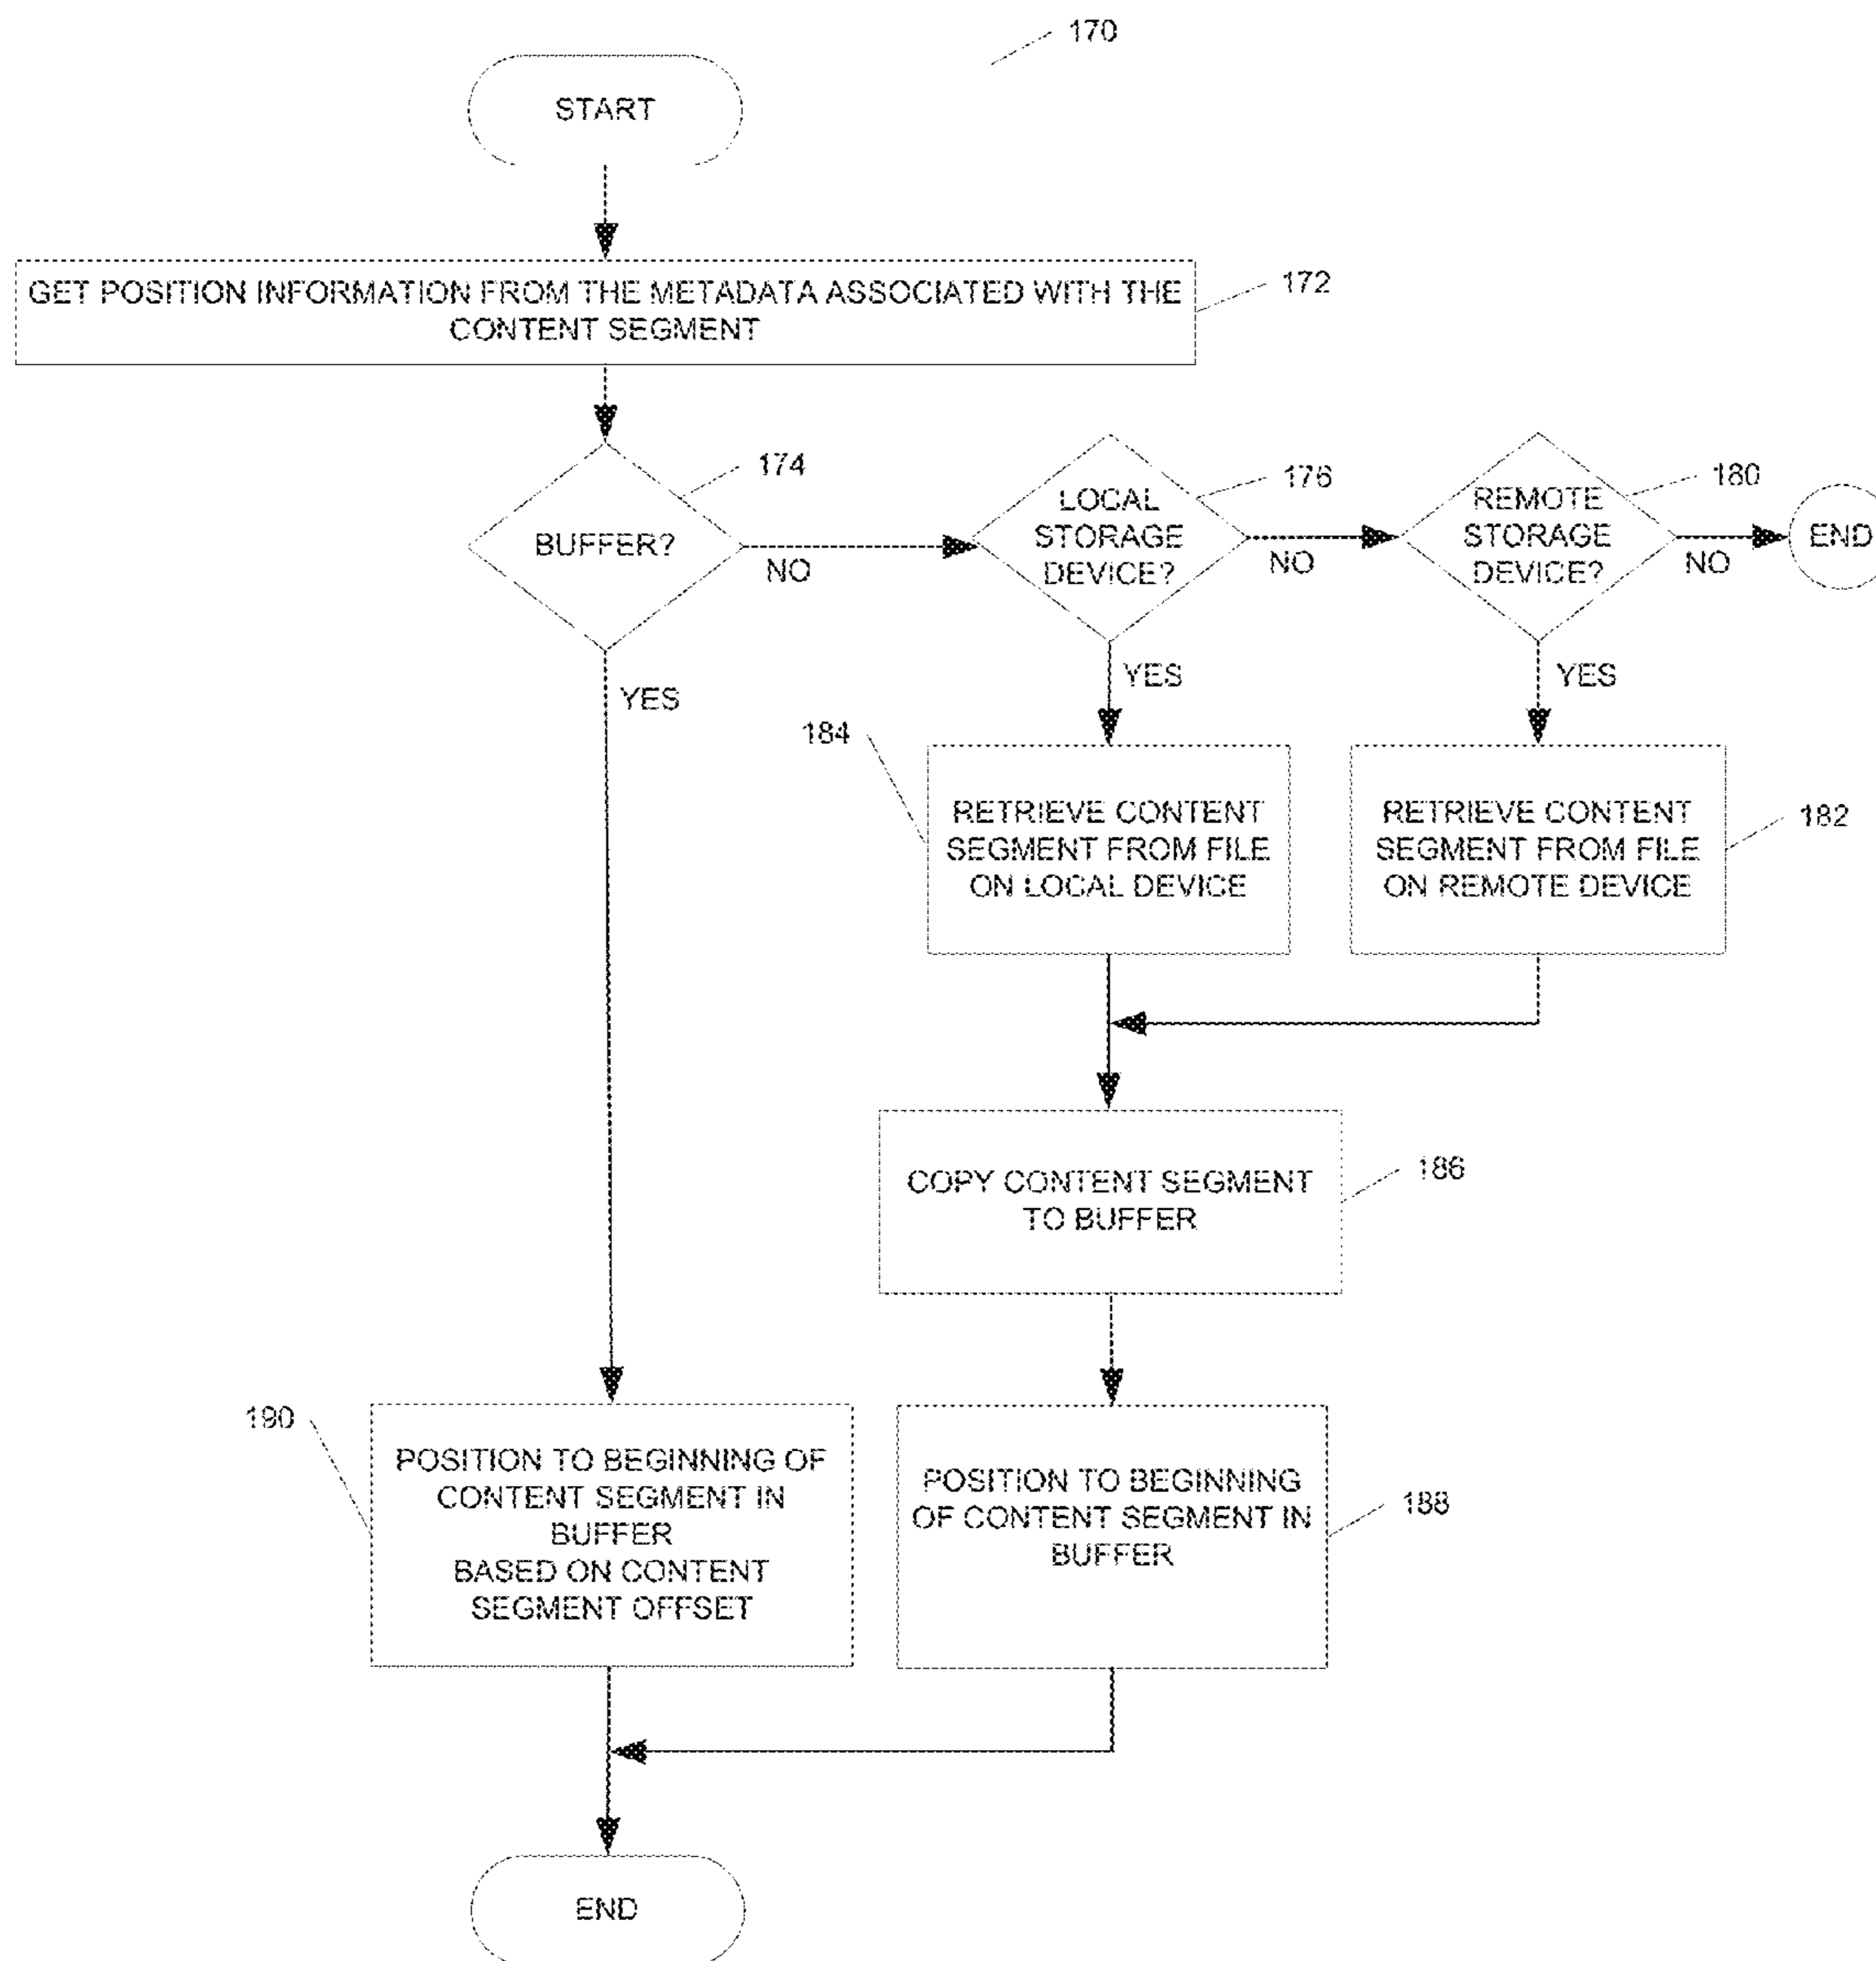 170
START
GET POSITION INFORMATION FROM THE METADATA ASSOCIATED WITH THE
CONTENT SEGMENT
172
BUFFER?
174
NO
YES
LOCAL
STORAGE
DEVICE?
176
NO
YES
REMOTE
STORAGE
DEVICE?
180
NO
YES
END
184
RETRIEVE CONTENT
SEGMENT FROM FILE
ON LOCAL DEVICE
RETRIEVE CONTENT
SEGMENT FROM FILE
ON REMOTE DEVICE
182
COPY CONTENT SEGMENT
TO BUFFER
186
190
POSITION TO BEGINNING OF
CONTENT SEGMENT IN
BUFFER
BASED ON CONTENT
SEGMENT OFFSET
POSITION TO BEGINNING
OF CONTENT SEGMENT IN
BUFFER
188
END